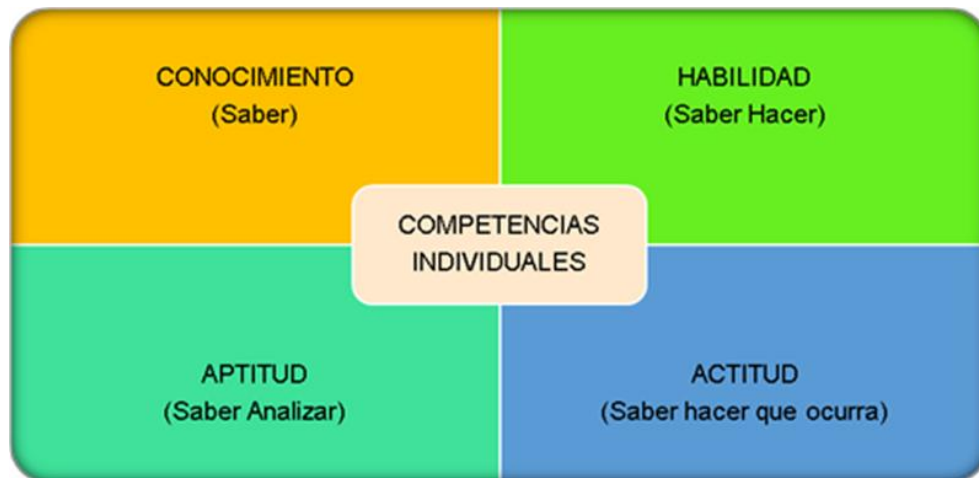 CONOCIMIENTO
(Saber)
HABILIDAD
(Saber Hacer)
COMPETENCIAS
INDIVIDUALES
APTITUD
(Saber Analizar)
ACTITUD
(Saber hacer que ocurra)